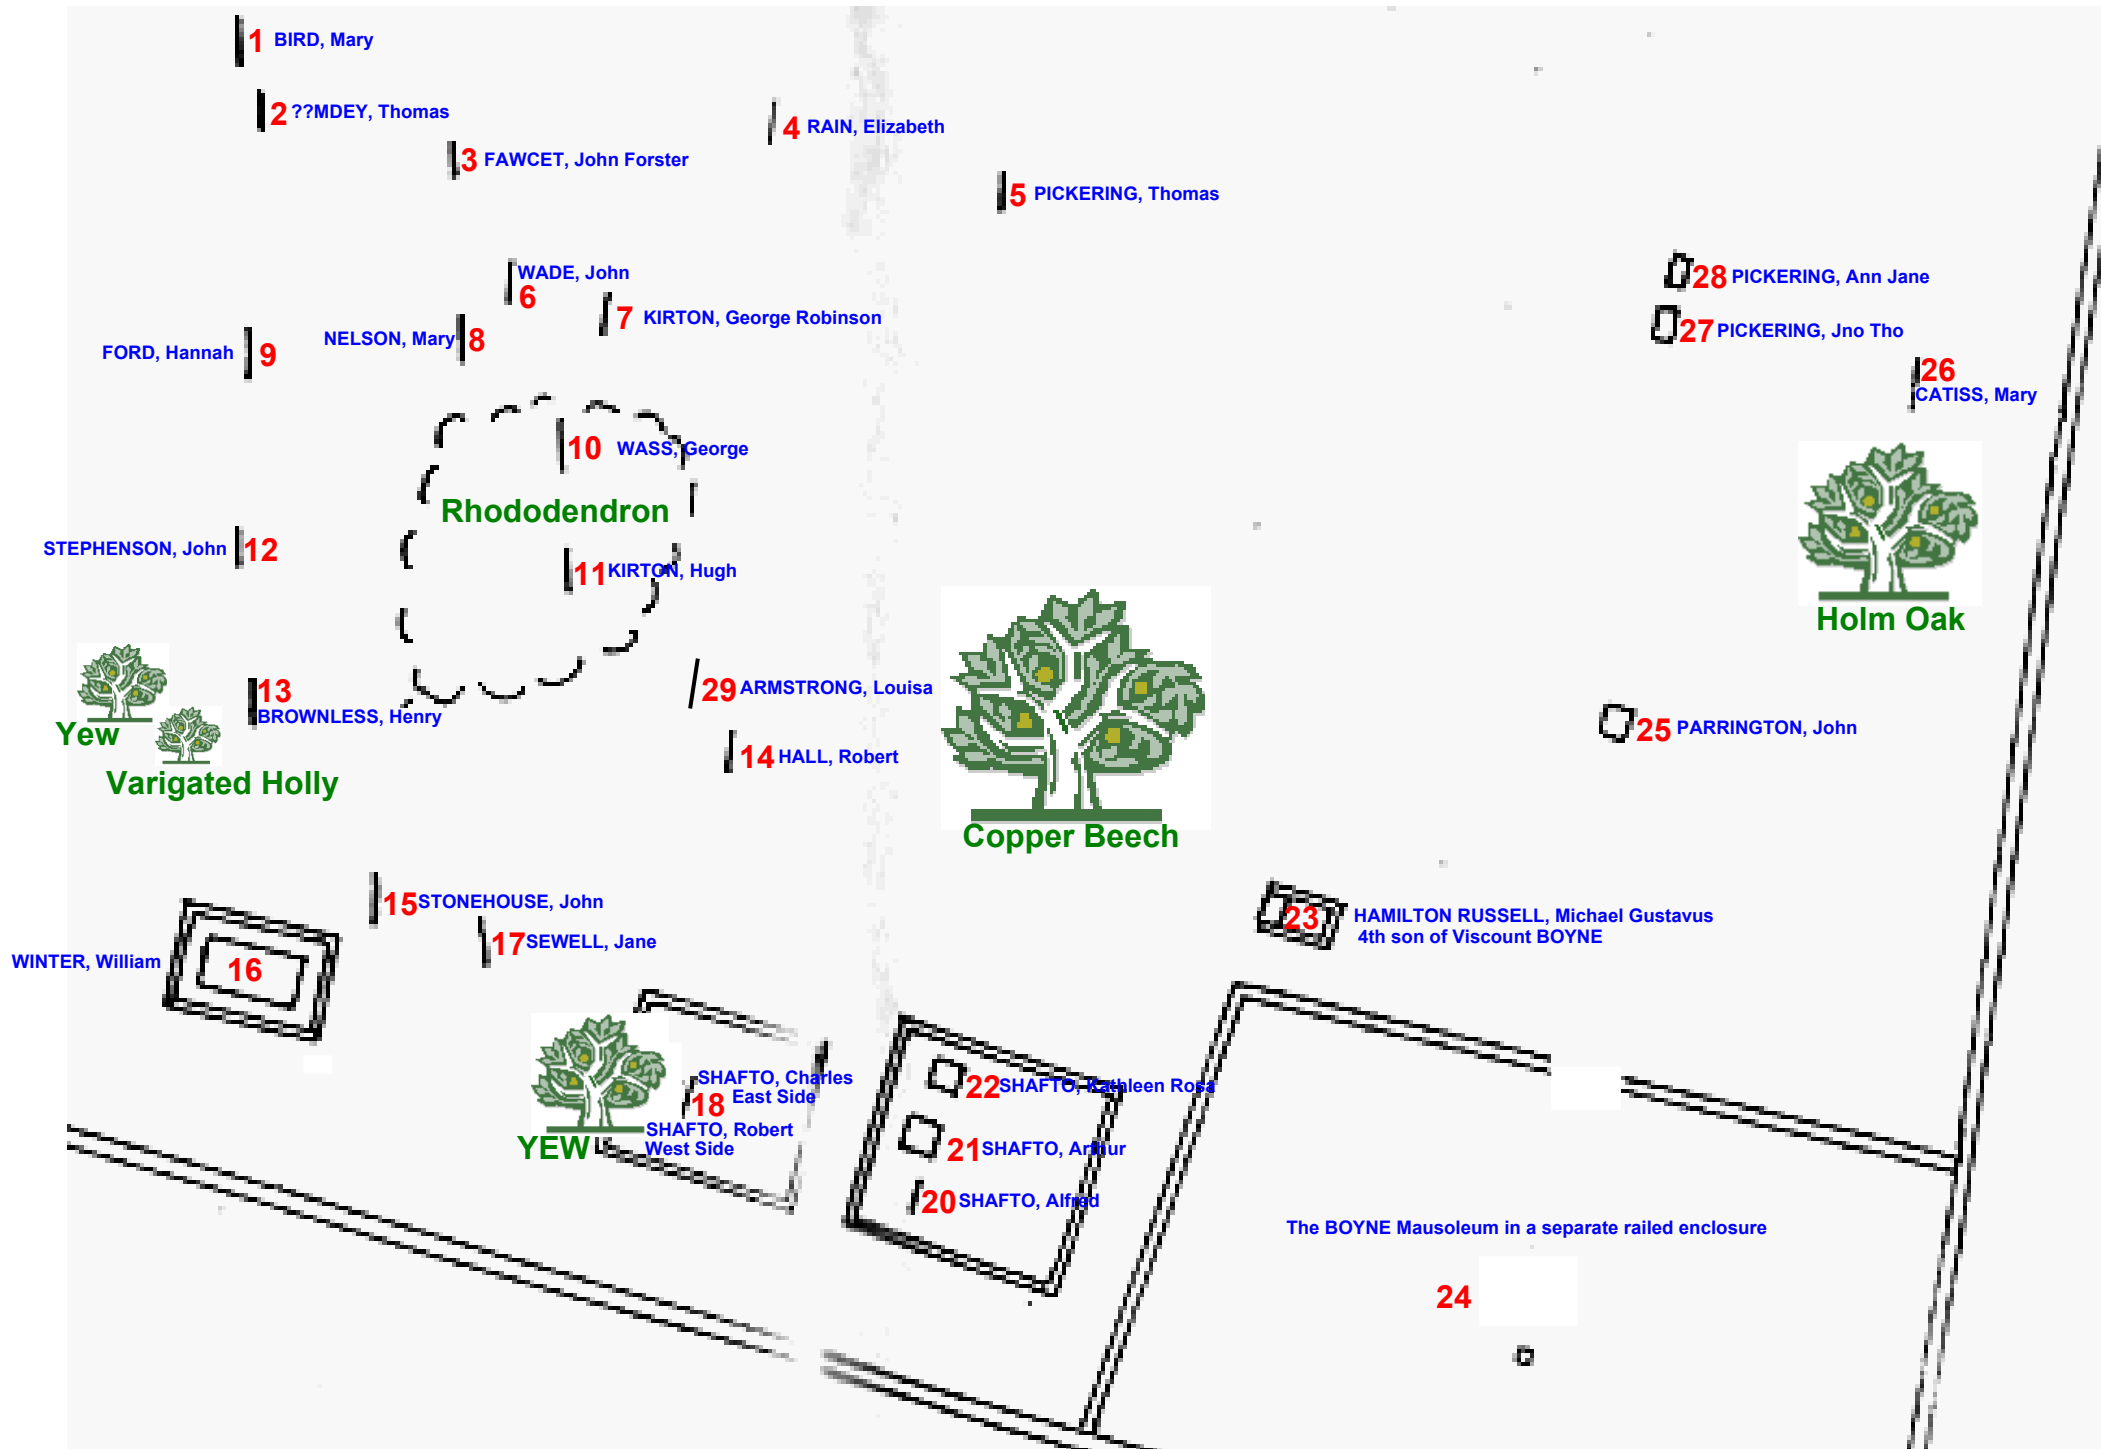 1 BIRD, Mary
2 ??MDEY, Thomas
3 FAWCET, John Forster
4 RAIN, Elizabeth
5 PICKERING, Thomas
WADE, John
6
7 KIRTON, George Robinson
NELSON, Mary 8
FORD, Hannah 9
28 PICKERING, Ann Jane
27 PICKERING, Jno Tho
26
CATISS, Mary
10 WASS, George
Rhododendron
STEPHENSON, John 12
11 KIRTON, Hugh
Holm Oak
13
BROWNLESS, Henry
Yew
Varigated Holly
29 ARMSTRONG, Louisa
14 HALL, Robert
Copper Beech
25 PARRINGTON, John
15 STONEHOUSE, John
17 SEWELL, Jane
WINTER, William 16
23 HAMILTON RUSSELL, Michael Gustavus
4th son of Viscount BOYNE
SHAFTO, Charles
18 East Side
SHAFTO, Robert
West Side
YEW
22 SHAFTO, Kathleen Rosa
21 SHAFTO, Arthur
20 SHAFTO, Alfred
The BOYNE Mausoleum in a separate railed enclosure
24